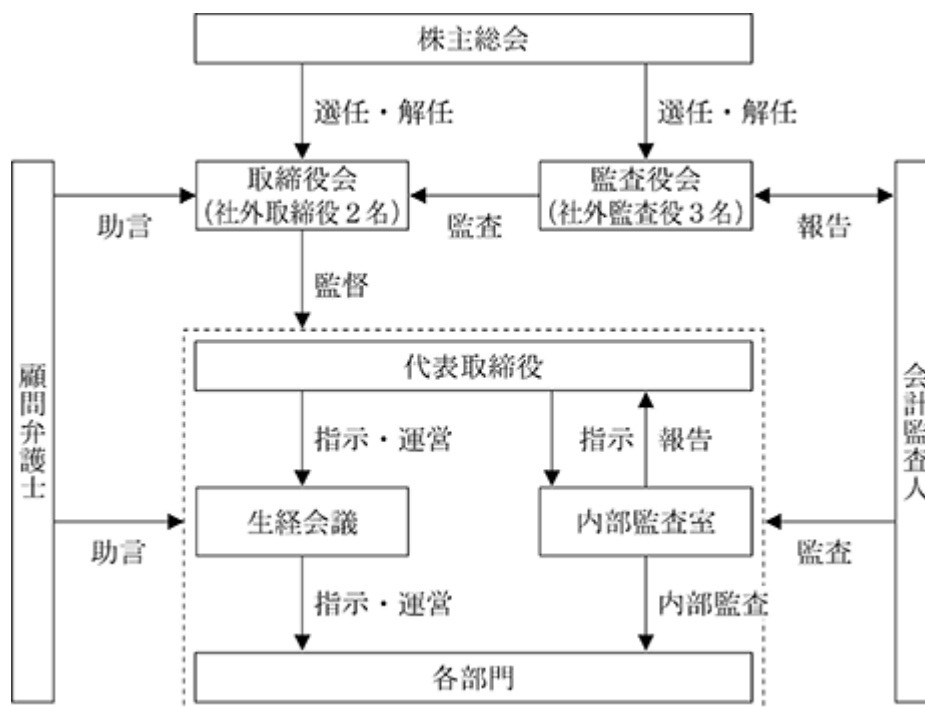 株主総会
選任・解任
選任・解任
取締役会
(社外取締役2名)
監査役会
(社外監査役3名)
助言
監査
報告
監督
顧問弁護士
会計監査人
代表取締役
指示・運営
指示
報告
生経会議
内部監査室
助言
監査
指示・運営
内部監査
各部門